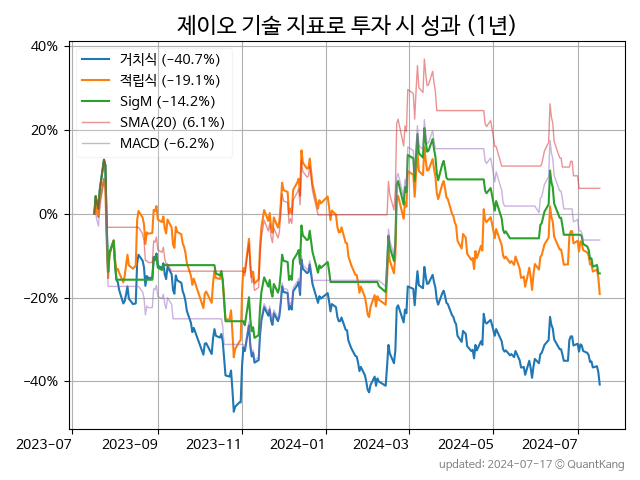 제이오 기술 지표로 투자 시 성과 (1년)
40%
20%
0%
−20%
−40%
거치식 (−40.7%)
적립식 (−19.1%)
SigM (−14.2%)
SMA(20) (6.1%)
MACD (−6.2%)
2023-07
2023-09
2023-11
2024-01
2024-03
2024-05
2024-07
updated: 2024-07-17 © QuantKang